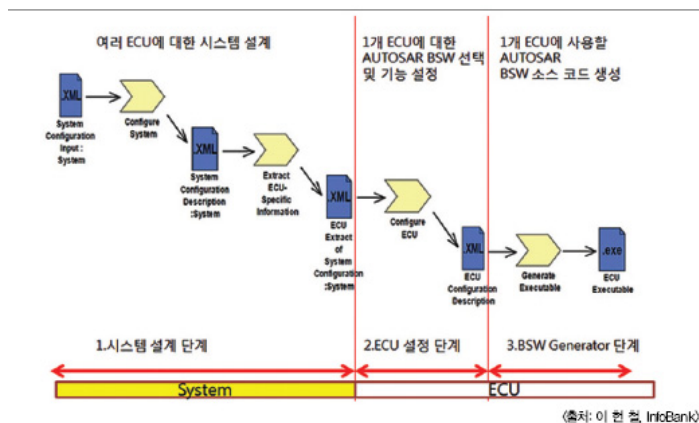 여러 ECU에 대한 시스템 설계
1개 ECU에 대한
AUTOSAR BSW 선택
및 기능 설정
1개 ECU에 사용할
AUTOSAR
BSW 소스 코드 생성
.XML
System
Configuration
Input :
System
Configure
System
.XML
System
Configuration
Description
:System
Extract
ECU-
Specific
Information
.XML
ECU
Extract
of
System
Configuration
:System
Configure
ECU
.XML
ECU
Configuration
Description
Generate
Executable
.exe
ECU
Executable
1.시스템 설계 단계
2.ECU 설정 단계
3.BSW Generator 단계
System
ECU
(출처: 이 현 철, InfoBank)